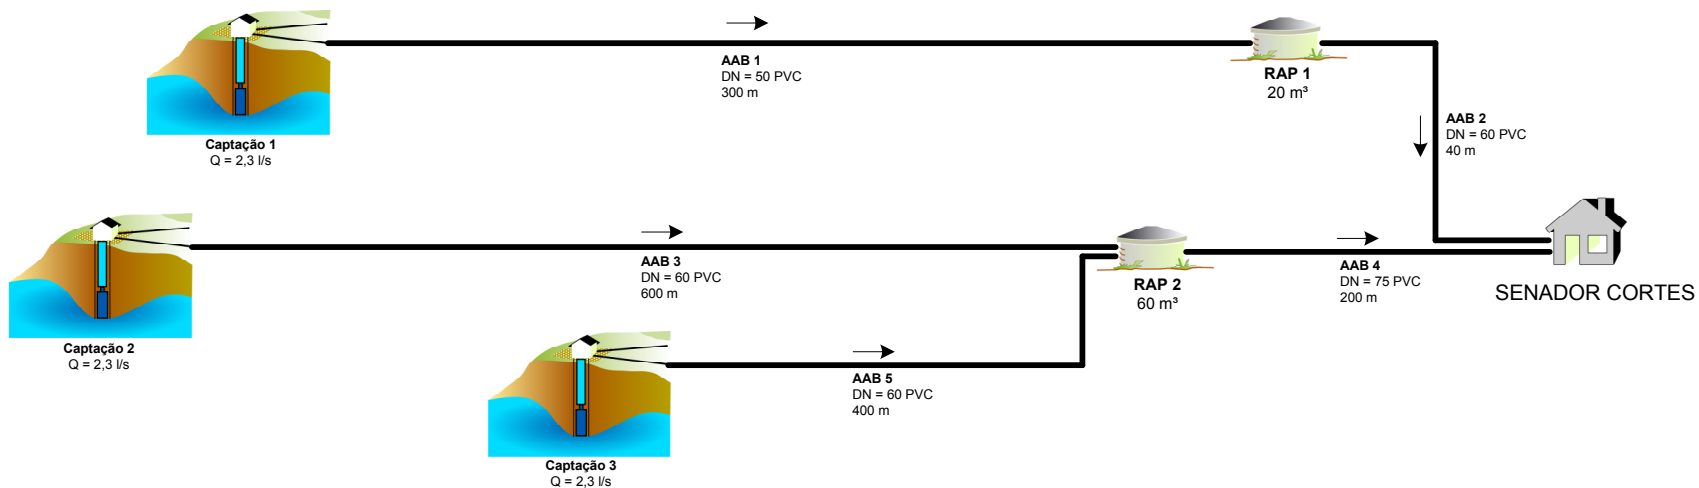 AAB 1
DN = 50 PVC
300 m
RAP 1
20 m³
Captação 1
Q = 2,3 l/s
AAB 2
DN = 60 PVC
40 m
AAB 3
DN = 60 PVC
600 m
RAP 2
60 m³
AAB 4
DN = 75 PVC
200 m
SENADOR CORTES
Captação 2
Q = 2,3 l/s
AAB 5
DN = 60 PVC
400 m
Captação 3
Q = 2,3 l/s